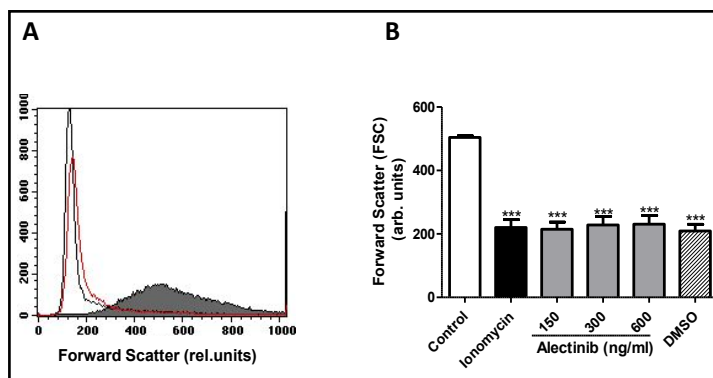 A
1000
800
600
400
200
0
0 200 400 600 800 1000
Forward Scatter (rel.units)
B
Forward Scatter (FSC)
(arb. units)
600
400
200
0
*** *** *** *** ***
Control
Ionomycin
150
300
600
DMSO
Alectinib (ng/ml)